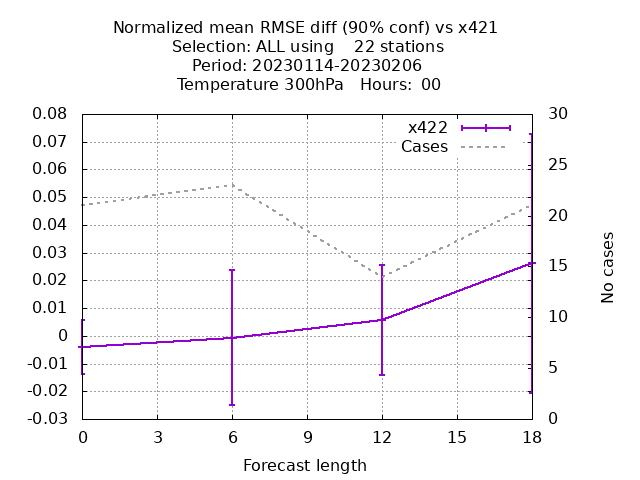 Normalized mean RMSE diff (90% conf) vs x421
Selection: ALL using    22 stations
Period: 20230114-20230206
Temperature 300hPa   Hours:  00
x422
Cases
0.08
0.07
0.06
0.05
0.04
0.03
0.02
0.01
0
-0.01
-0.02
-0.03
30
25
20
15
10
5
0
No cases
0 3 6 9 12 15 18
Forecast length